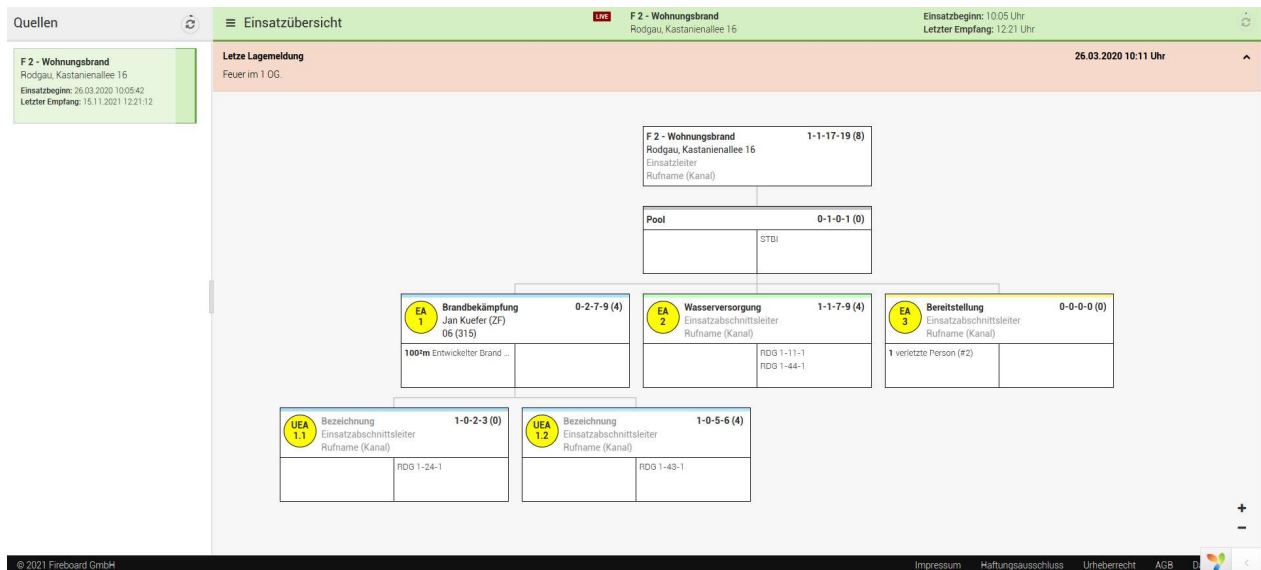 Quellen
F 2 - Wohnungsbrand
Rodgau, Kastanienallee 16
Einsatzbeginn: 26.03.2020 10:05:42
Letzter Empfang: 15.11.2021 12:21:12
Einsatzübersicht
LIVE
F 2 - Wohnungsbrand
Rodgau, Kastanienallee 16
Einsatzbeginn: 10:05 Uhr
Letzter Empfang: 12:21 Uhr
Letze Lagemeldung
26.03.2020 10:11 Uhr
Feuer im 1 OG.
F 2 - Wohnungsbrand 1-1-17-19 (8)
Rodgau, Kastanienallee 16
Einsatzleiter
Rufname (Kanal)
Pool 0-1-0-1 (0)
STBI
EA 1
Brandbekämpfung 0-2-7-9 (4)
Jan Kuefer (ZF)
06 (315)
100²m Entwickelter Brand ...
EA 2
Wasserversorgung 1-1-7-9 (4)
Einsatzabschnittsleiter
Rufname (Kanal)
RDG 1-11-1
RDG 1-44-1
EA 3
Bereitstellung 0-0-0-0 (0)
Einsatzabschnittsleiter
Rufname (Kanal)
1 verletzte Person (#2)
UEA 1.1
Bezeichnung 1-0-2-3 (0)
Einsatzabschnittsleiter
Rufname (Kanal)
RDG 1-24-1
UEA 1.2
Bezeichnung 1-0-5-6 (4)
Einsatzabschnittsleiter
Rufname (Kanal)
RDG 1-43-1
+
−
© 2021 Fireboard GmbH
Impressum Haftungsausschluss Urheberrecht AGB